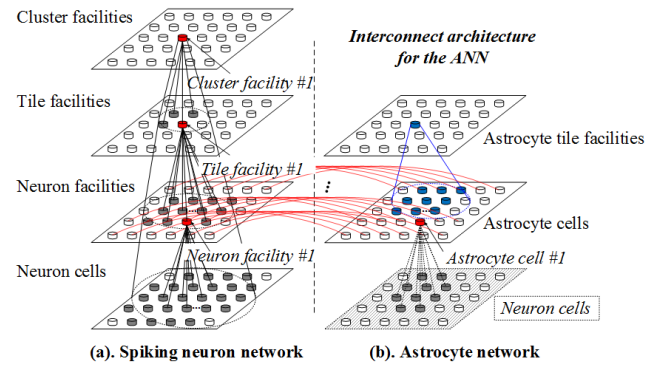 Cluster facilities
Interconnect architecture
for the ANN
Cluster facility #1
Tile facilities
Astrocyte tile facilities
Tile facility #1
Neuron facilities
Astrocyte cells
Neuron facility #1
Astrocyte cell #1
Neuron cells
Neuron cells
(a). Spiking neuron network
(b). Astrocyte network